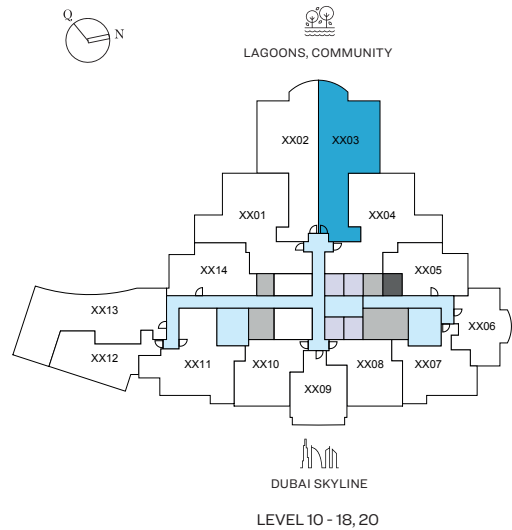 Q
N
LAGOONS, COMMUNITY
XX02
XX03
XX01
XX04
XX14
XX05
XX13
XX06
XX12
XX11
XX10
XX08
XX07
XX09
DUBAI SKYLINE
LEVEL 10 - 18, 20